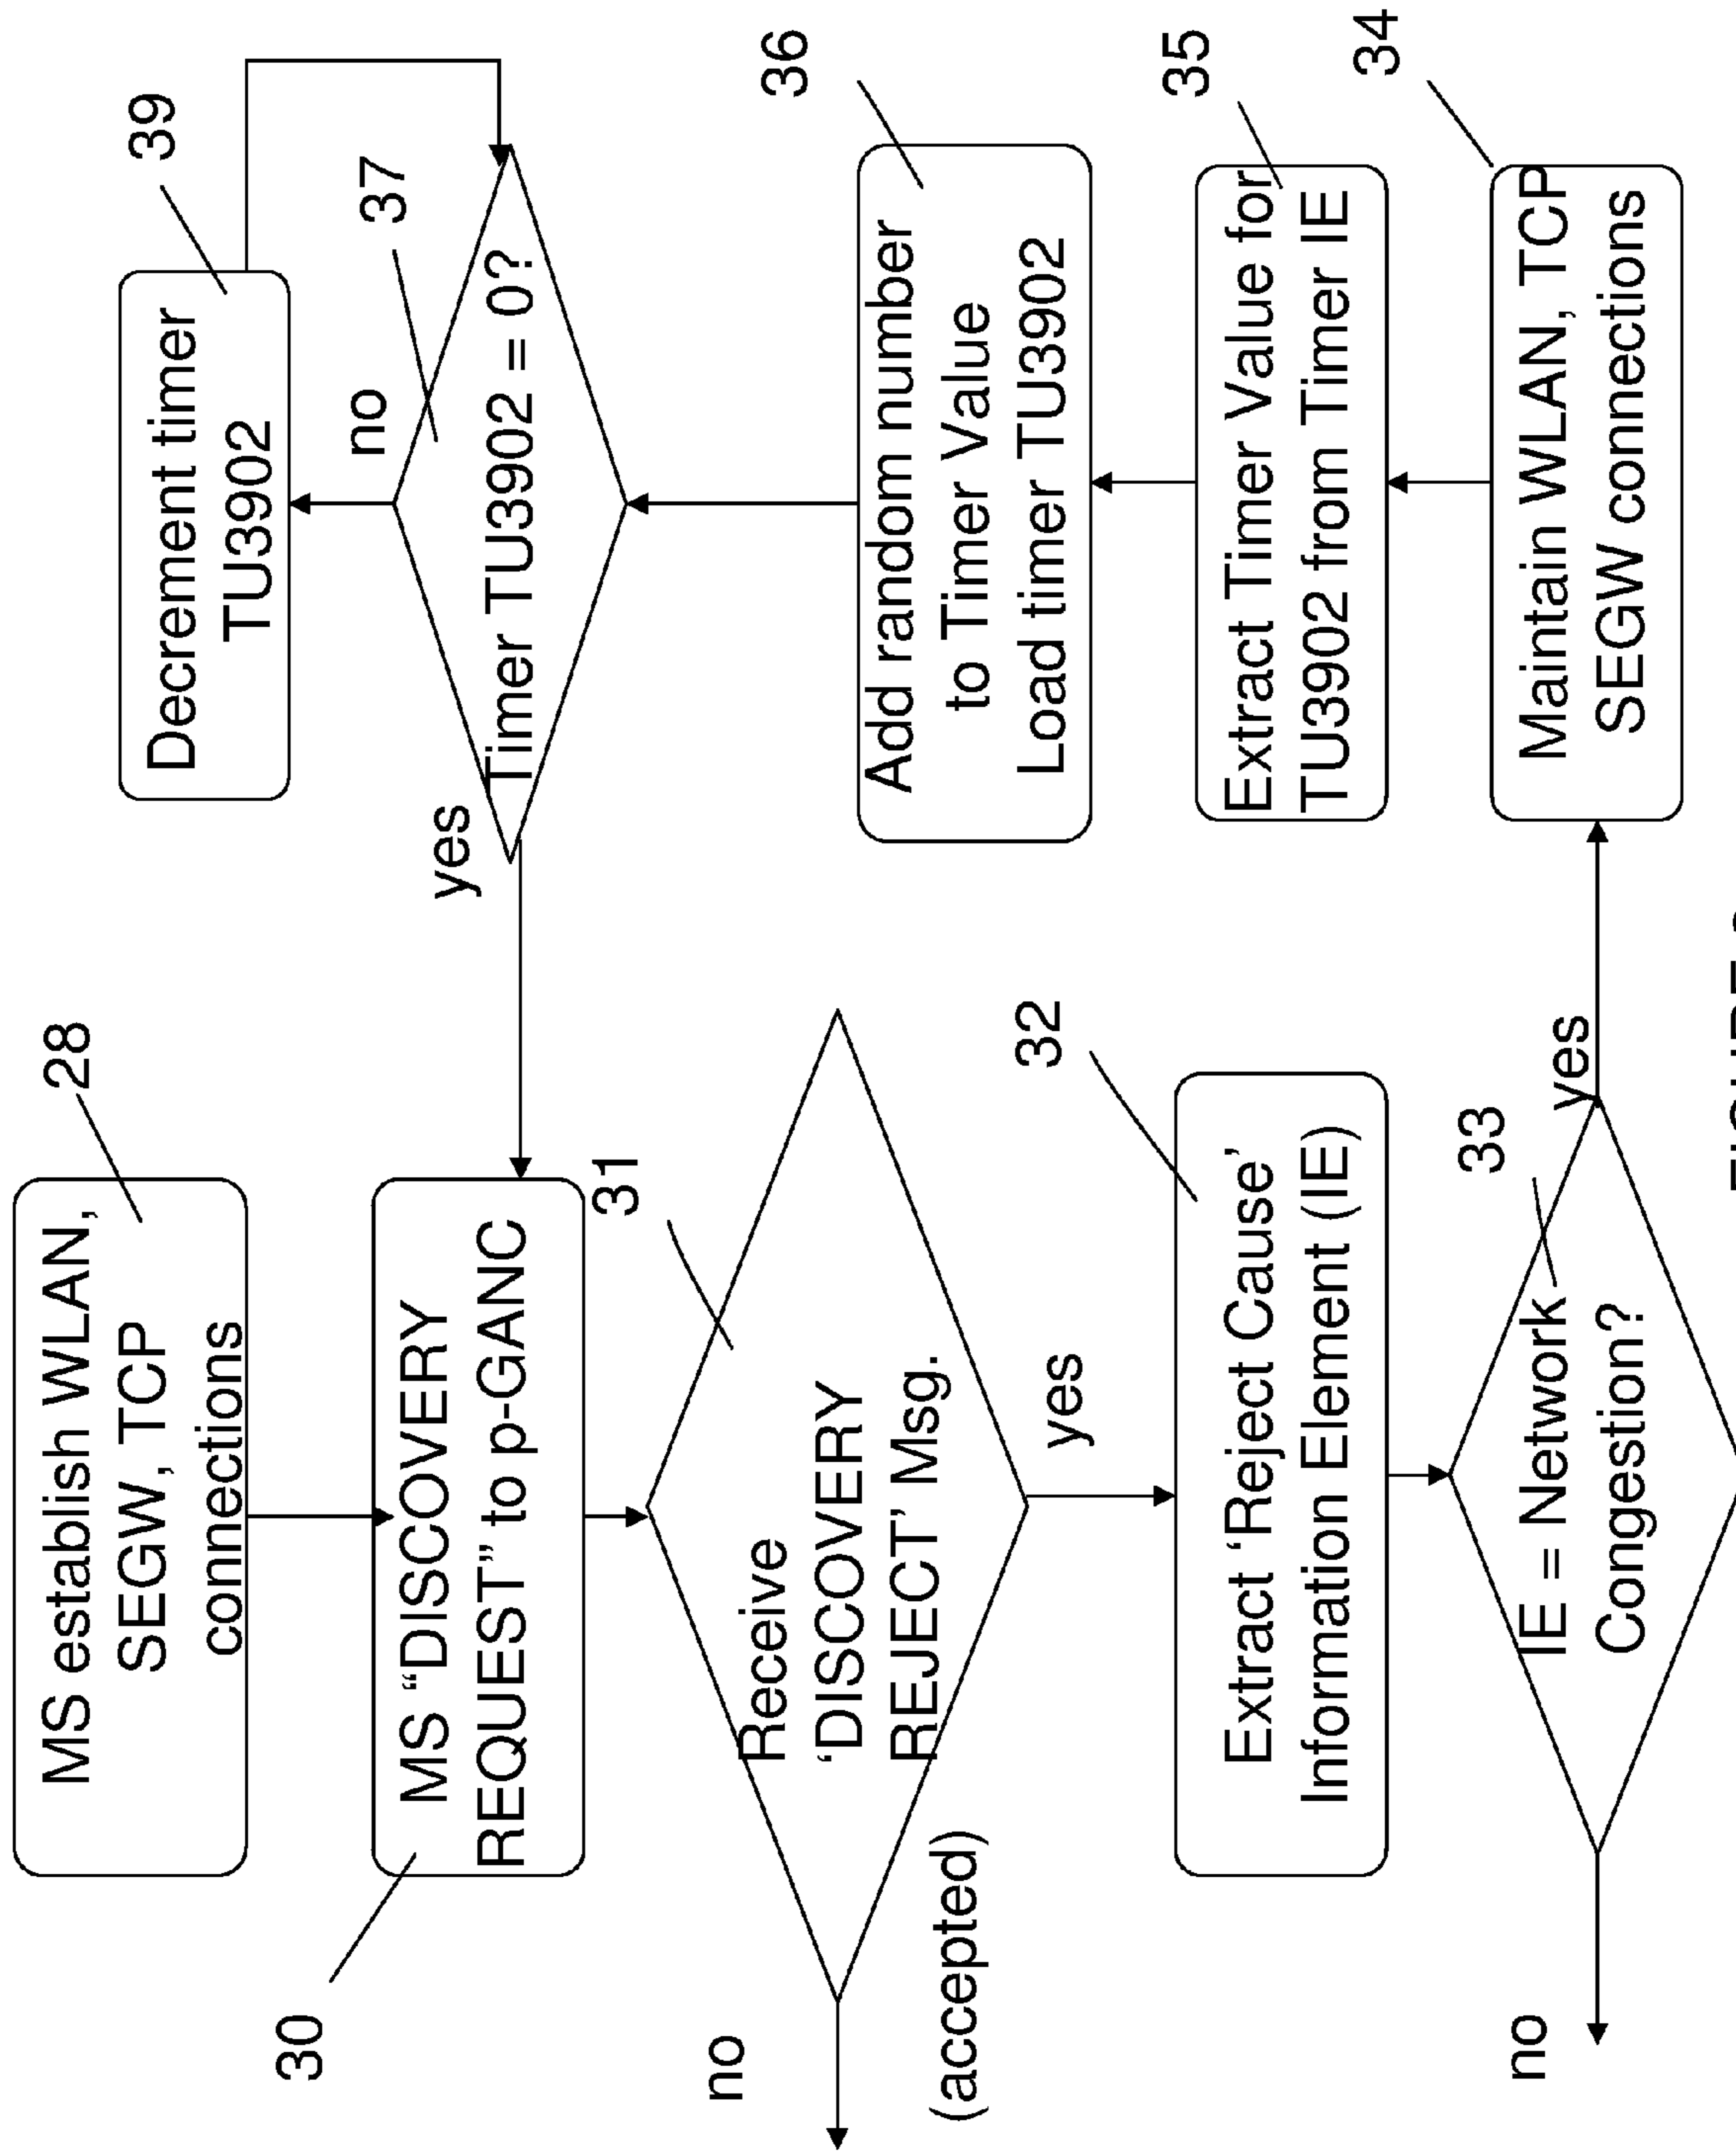 MS establish WLAN,
SEGW, TCP
connections
28
MS “DISCOVERY
REQUEST” to p-GANC
30
Receive
‘DISCOVERY
REJECT’ Msg.
31
no
(accepted)
yes
Extract ‘Reject Cause’
Information Element (IE)
32
IE = Network
Congestion?
33
no
yes
Maintain WLAN, TCP
SEGW connections
34
Extract Timer Value for
TU3902 from Timer IE
35
Add random number
to Timer Value
Load timer TU3902
36
Timer TU3902 = 0?
37
yes
no
Decrement timer
TU3902
39